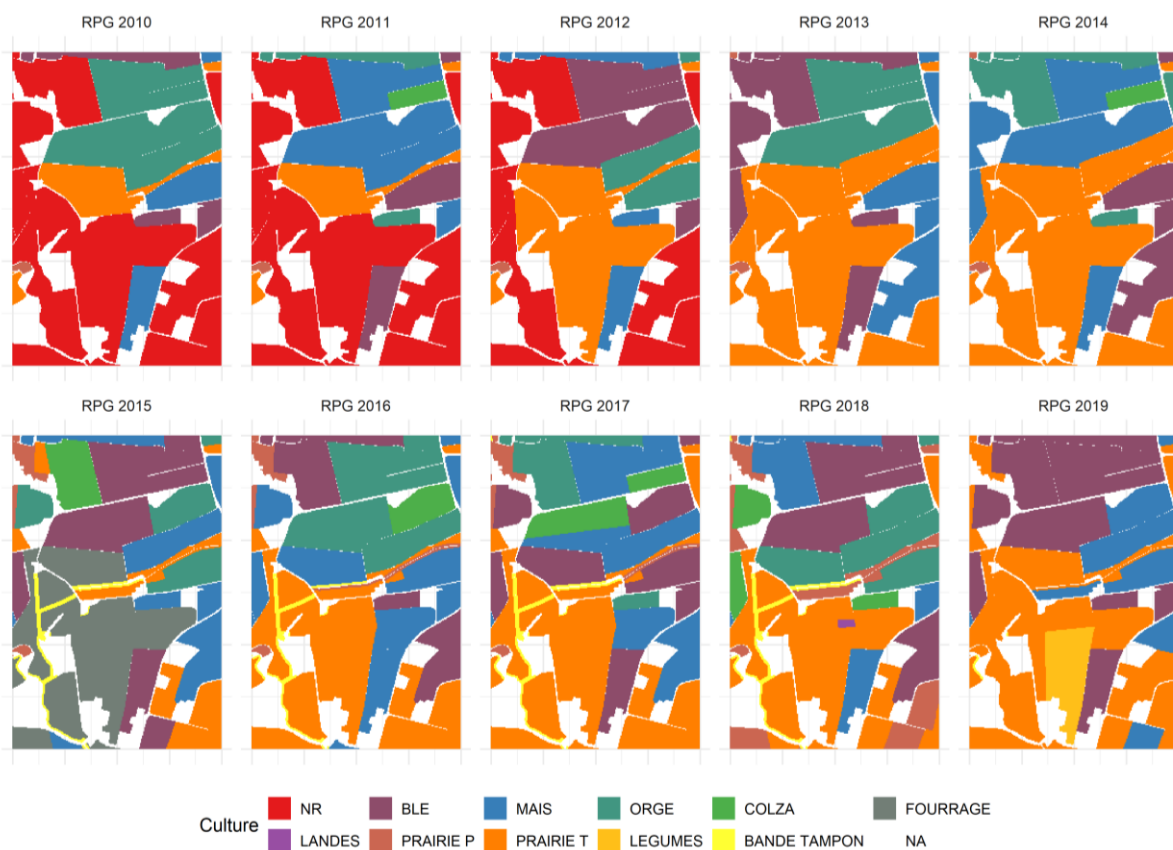 RPG 2010 RPG 2011 RPG 2012 RPG 2013 RPG 2014
RPG 2015 RPG 2016 RPG 2017 RPG 2018 RPG 2019
Culture
NR BLE MAIS ORGE COLZA FOURRAGE
LANDES PRAIRIE P PRAIRIE T LEGUMES BANDE TAMPON NA